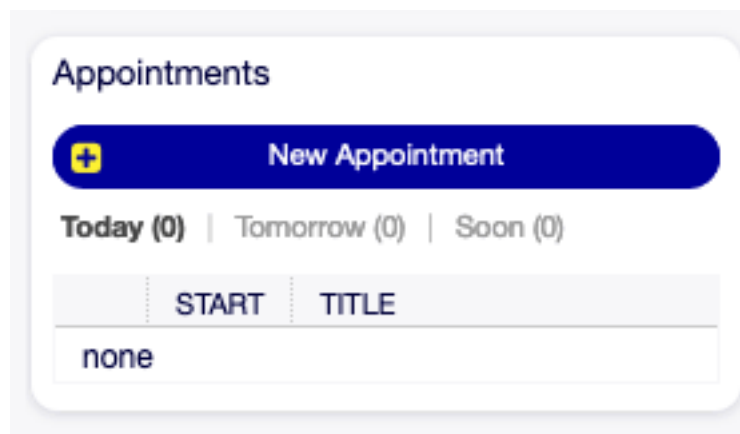 Appointments
New Appointment
Today (0) | Tomorrow (0) | Soon (0)
START TITLE
none